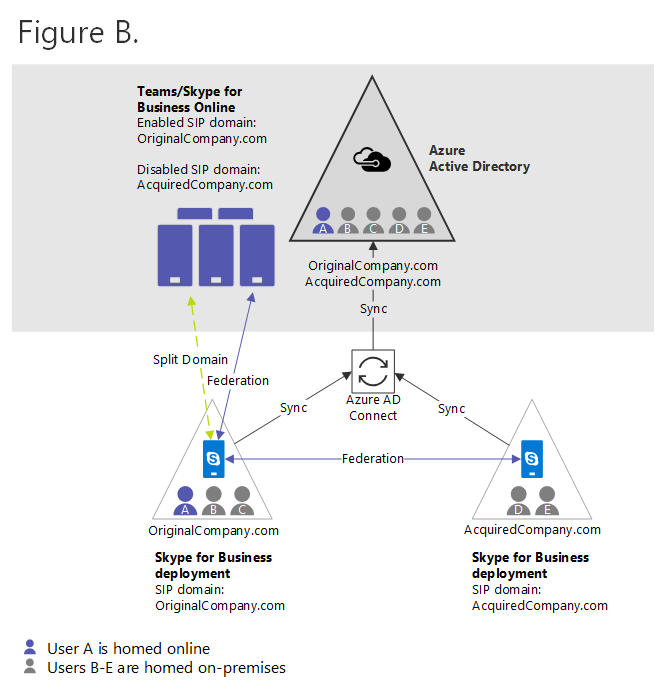 Figure B.
Teams/Skype for
Business Online
Enabled SIP domain:
OriginalCompany.com
Disabled SIP domain:
AcquiredCompany.com
Azure
Active Directory
A B C D E
OriginalCompany.com
AcquiredCompany.com
Sync
Split Domain
Federation
Azure AD
Connect
Sync
Sync
Federation
A B C
D E
OriginalCompany.com
AcquiredCompany.com
Skype for Business
deployment
SIP domain:
OriginalCompany.com
Skype for Business
deployment
SIP domain:
AcquiredCompany.com
User A is homed online
Users B-E are homed on-premises